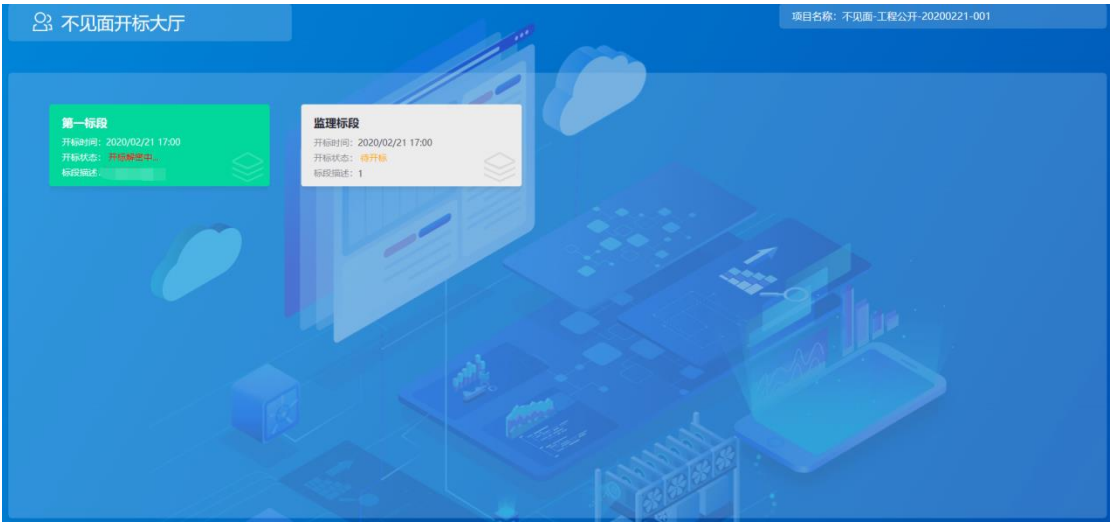 不见面开标大厅
项目名称：不见面-工程公开-20200221-001
第一标段
开标时间：2020/02/21 17:00
开标状态：开标解密中...
标段描述：
监理标段
开标时间：2020/02/21 17:00
开标状态：待开标
标段描述：1